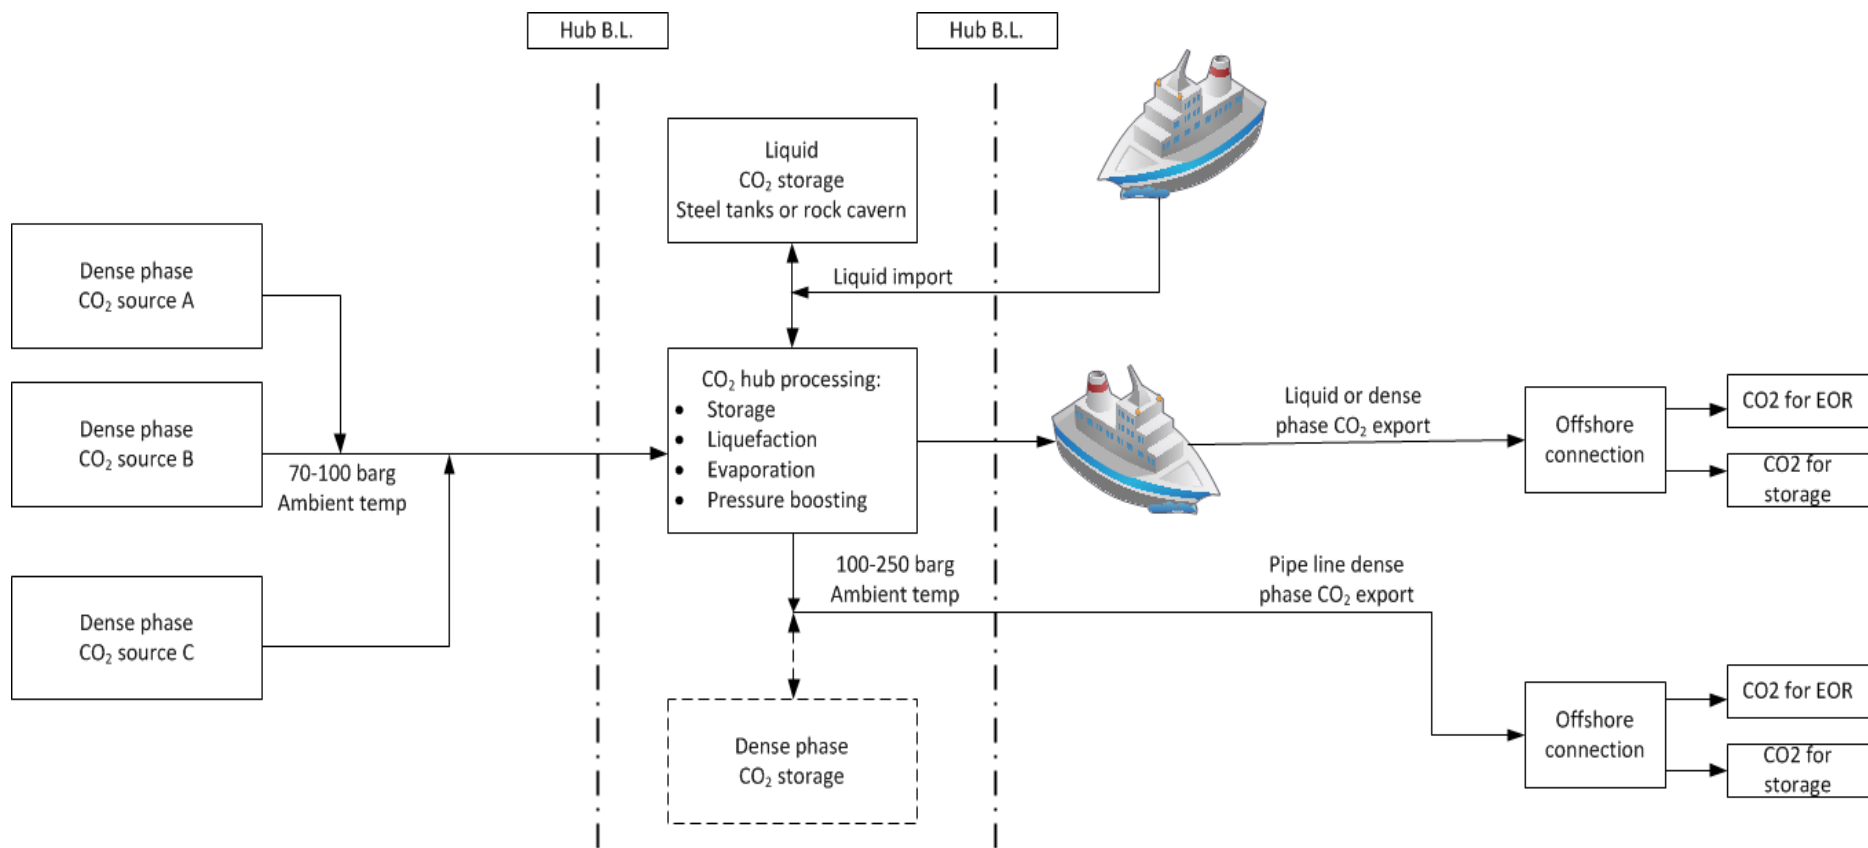 Hub B.L.
Hub B.L.
Liquid
CO₂ storage
Steel tanks or rock cavern
Liquid import
Dense phase
CO₂ source A
Dense phase
CO₂ source B
70-100 barg
Ambient temp
Dense phase
CO₂ source C
CO₂ hub processing:
• Storage
• Liquefaction
• Evaporation
• Pressure boosting
100-250 barg
Ambient temp
Dense phase
CO₂ storage
Liquid or dense
phase CO₂ export
Offshore
connection
CO2 for EOR
CO2 for
storage
Pipe line dense
phase CO₂ export
Offshore
connection
CO2 for EOR
CO2 for
storage